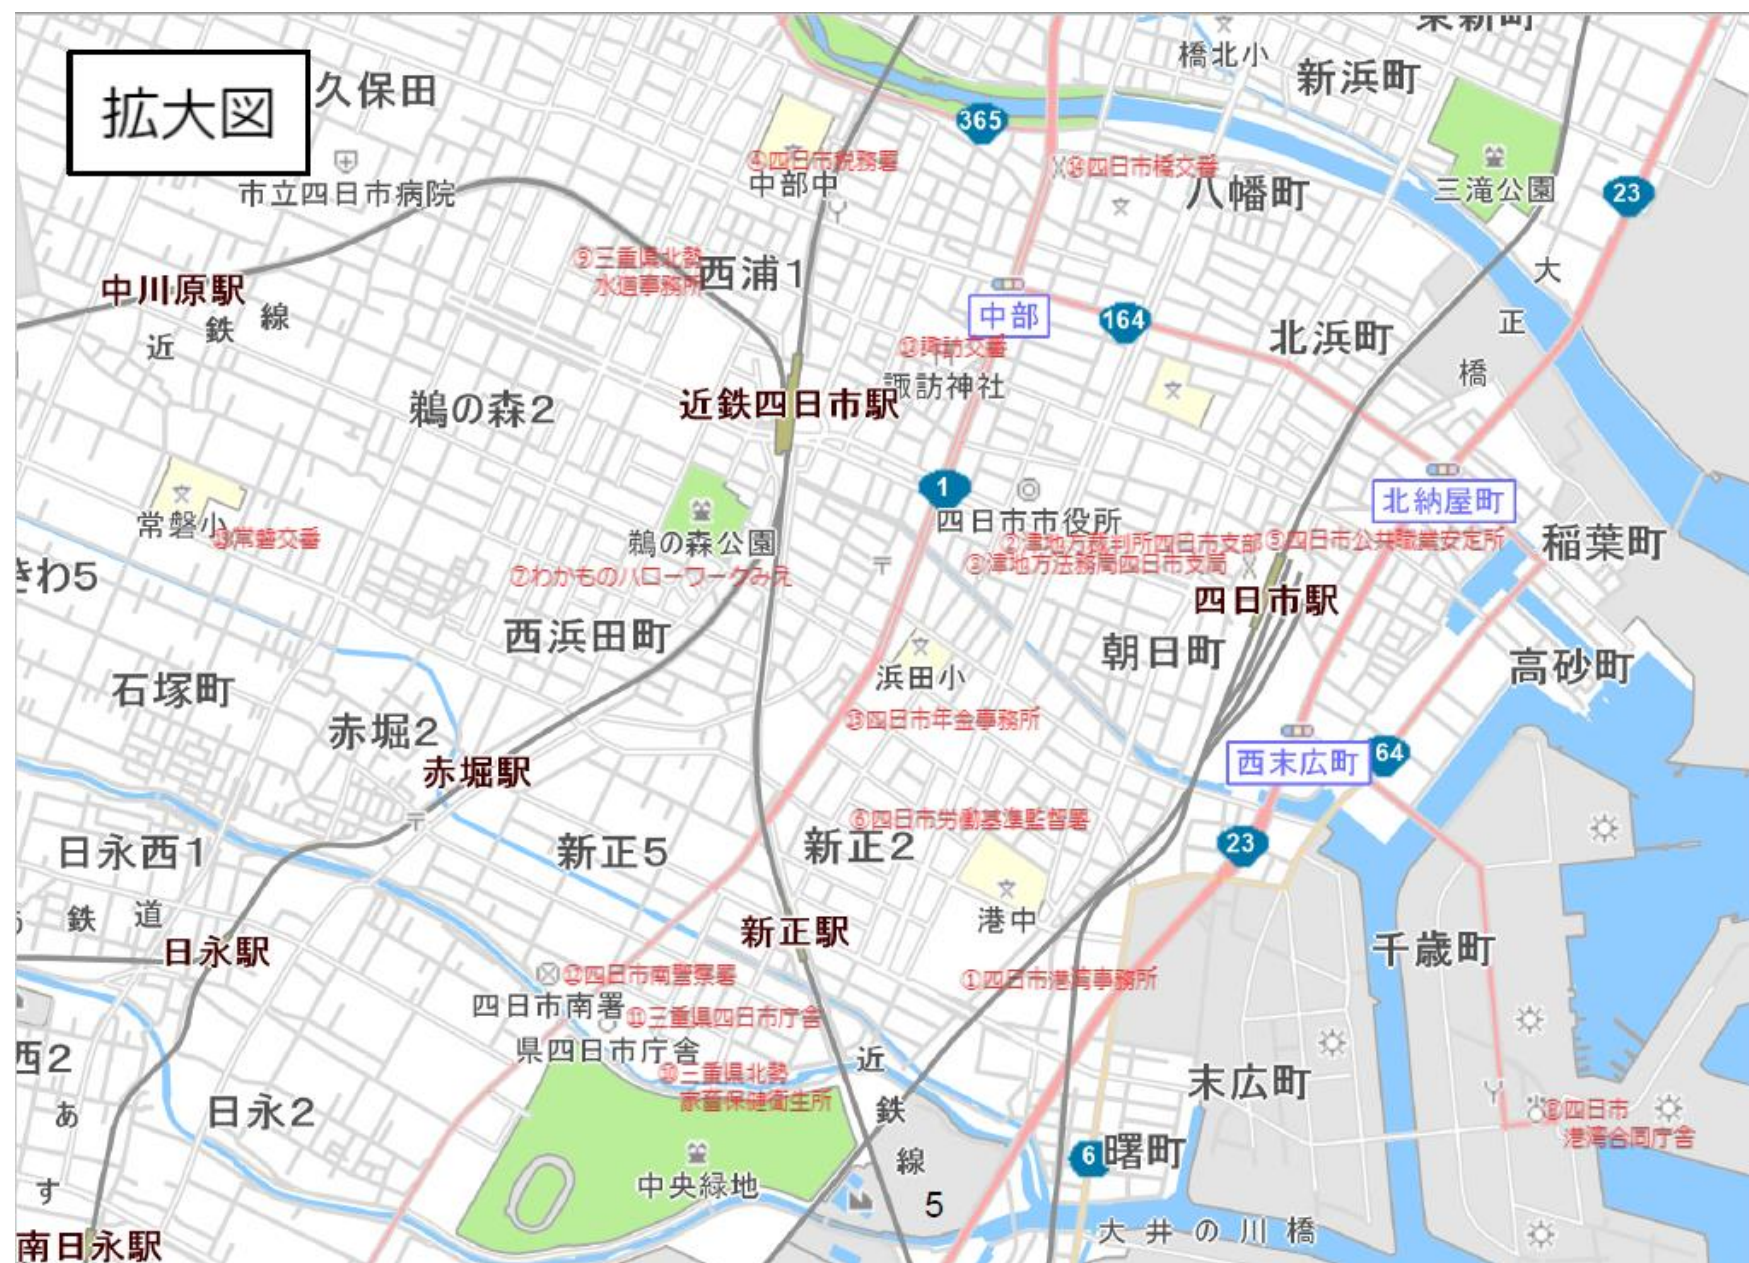 東新町
橋北小
新浜町
拡大図
久保田
365
④四日市税務署
中部中
⑭四日市橋交番
八幡町
三滝公園
23
市立四日市病院
⑨三重県北勢
水道事務所
西浦1
中川原駅
近鉄線
中部
164
北浜町
大正橋
諏訪交番
諏訪神社
鵜の森2
近鉄四日市駅
1
四日市市役所
北納屋町
稲葉町
常磐小
常磐交番
鵜の森公園
②津地方裁判所四日市支部
⑤四日市公共職業安定所
③津地方法務局四日市支局
⑦わかものハローワークみえ
きわ5
四日市駅
西浜田町
朝日町
高砂町
石塚町
浜田小
四日市年金事務所
赤堀2
赤堀駅
西末広町
64
日永西1
新正5
新正2
⑥四日市労働基準監督署
23
港中
鉄道
日永駅
新正駅
千歳町
⑫四日市南警察署
①四日市港湾事務所
四日市南署
⑪三重県四日市庁舎
県四日市庁舎
西2
近鉄線
⑩三重県北勢
家畜保健衛生所
末広町
あす
日永2
⑧四日市
港湾合同庁舎
6
曙町
中央緑地
5
大井の川橋
南日永駅